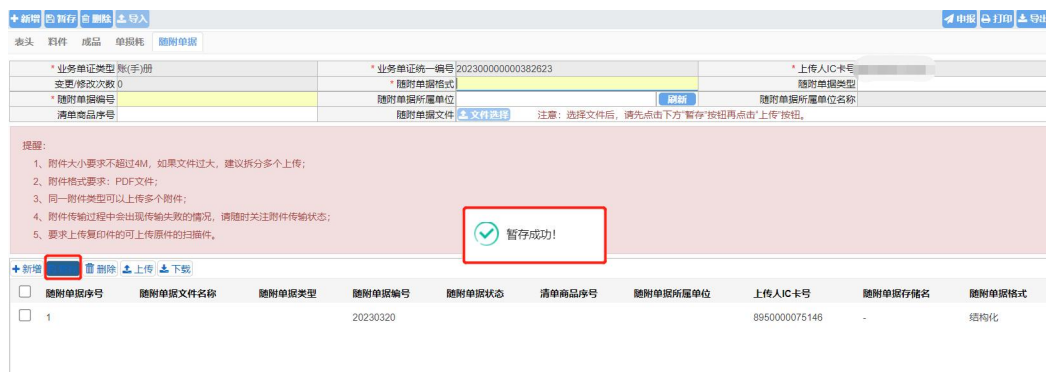 新增 暂存 删除 导入 申报 打印 导出
表头 料件 成品 单损耗 随附单据
* 业务单证类型 账(手)册 * 业务单证统一编号 202300000000382623 * 上传人IC卡号
变更/修改次数 0 * 随附单据格式 随附单据类型
* 随附单据编号 随附单据所属单位 刷新 随附单据所属单位名称
清单商品序号 随附单据文件 文件选择 注意：选择文件后，请先点击下方"暂存"按钮再点击"上传"按钮。
提醒：
1、附件大小要求不超过4M，如果文件过大，建议拆分多个上传；
2、附件格式要求：PDF文件；
3、同一附件类型可以上传多个附件；
4、附件传输过程中会出现传输失败的情况，请随时关注附件传输状态；
5、要求上传复印件的可上传原件的扫描件。
暂存成功！
新增 删除 上传 下载
随附单据序号 随附单据文件名称 随附单据类型 随附单据编号 随附单据状态 清单商品序号 随附单据所属单位 上传人IC卡号 随附单据存储名 随附单据格式
1 20230320 8950000075146 - 结构化